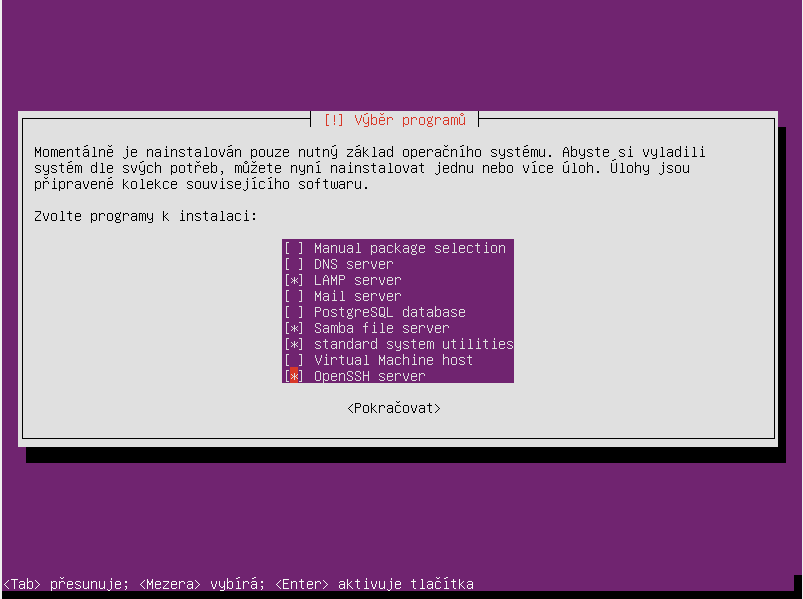 [!] Výběr programů
Momentálně je nainstalován pouze nutný základ operačního systému. Abyste si vyladili
systém dle svých potřeb, můžete nyní nainstalovat jednu nebo více úloh. Úlohy jsou
připravené kolekce souvisejícího softwaru.
Zvolte programy k instalaci:
[ ] Manual package selection
[ ] DNS server
[*] LAMP server
[ ] Mail server
[ ] PostgreSQL database
[*] Samba file server
[*] standard system utilities
[ ] Virtual Machine host
[*] OpenSSH server
<Pokračovat>
<Tab> přesunuje; <Mezera> vybírá; <Enter> aktivuje tlačítka